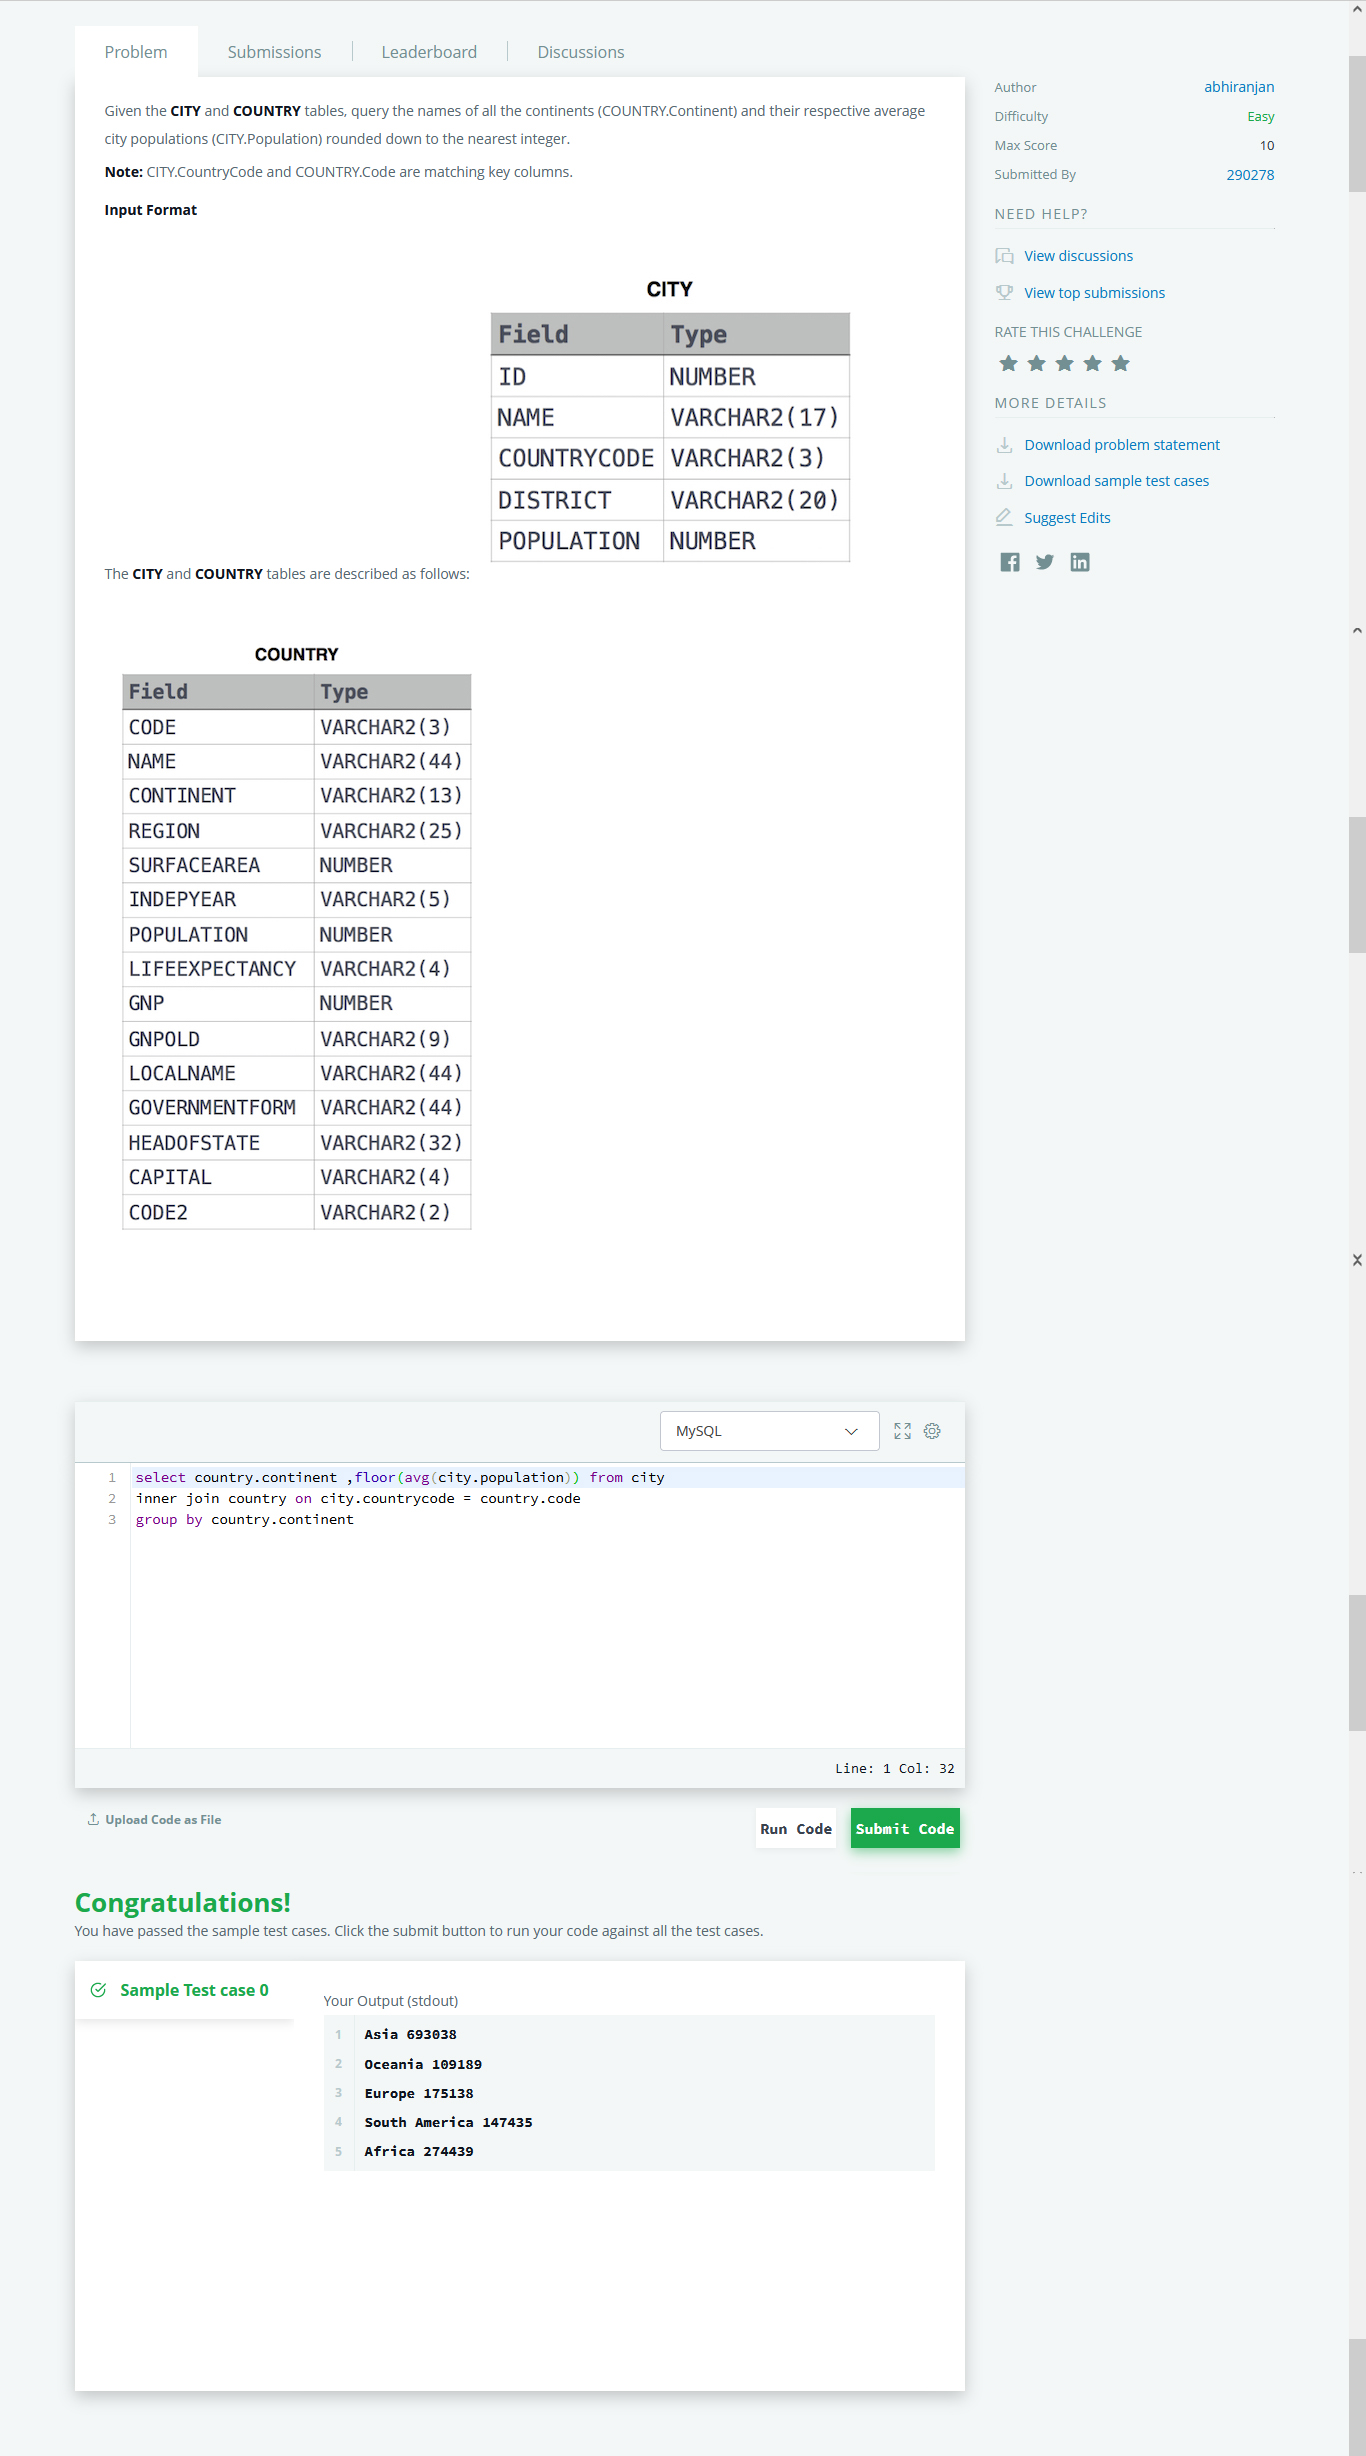 Problem
Submissions
Leaderboard
Discussions
Given the CITY and COUNTRY tables, query the names of all the continents (COUNTRY.Continent) and their respective average
city populations (CITY.Population) rounded down to the nearest integer.
Note: CITY.CountryCode and COUNTRY.Code are matching key columns.
Input Format
CITY
Field Type
ID NUMBER
NAME VARCHAR2(17)
COUNTRYCODE VARCHAR2(3)
DISTRICT VARCHAR2(20)
POPULATION NUMBER
The CITY and COUNTRY tables are described as follows:
COUNTRY
Field Type
CODE VARCHAR2(3)
NAME VARCHAR2(44)
CONTINENT VARCHAR2(13)
REGION VARCHAR2(25)
SURFACEAREA NUMBER
INDEPYEAR VARCHAR2(5)
POPULATION NUMBER
LIFEEXPECTANCY VARCHAR2(4)
GNP NUMBER
GNPOLD VARCHAR2(9)
LOCALNAME VARCHAR2(44)
GOVERNMENTFORM VARCHAR2(44)
HEADOFSTATE VARCHAR2(32)
CAPITAL VARCHAR2(4)
CODE2 VARCHAR2(2)
Author abhiranjan
Difficulty Easy
Max Score 10
Submitted By 290278
NEED HELP?
View discussions
View top submissions
RATE THIS CHALLENGE
MORE DETAILS
Download problem statement
Download sample test cases
Suggest Edits
MySQL
1 select country.continent ,floor(avg(city.population)) from city
2 inner join country on city.countrycode = country.code
3 group by country.continent
Line: 1 Col: 32
Upload Code as File
Run Code
Submit Code
Congratulations!
You have passed the sample test cases. Click the submit button to run your code against all the test cases.
Sample Test case 0
Your Output (stdout)
1 Asia 693038
2 Oceania 109189
3 Europe 175138
4 South America 147435
5 Africa 274439